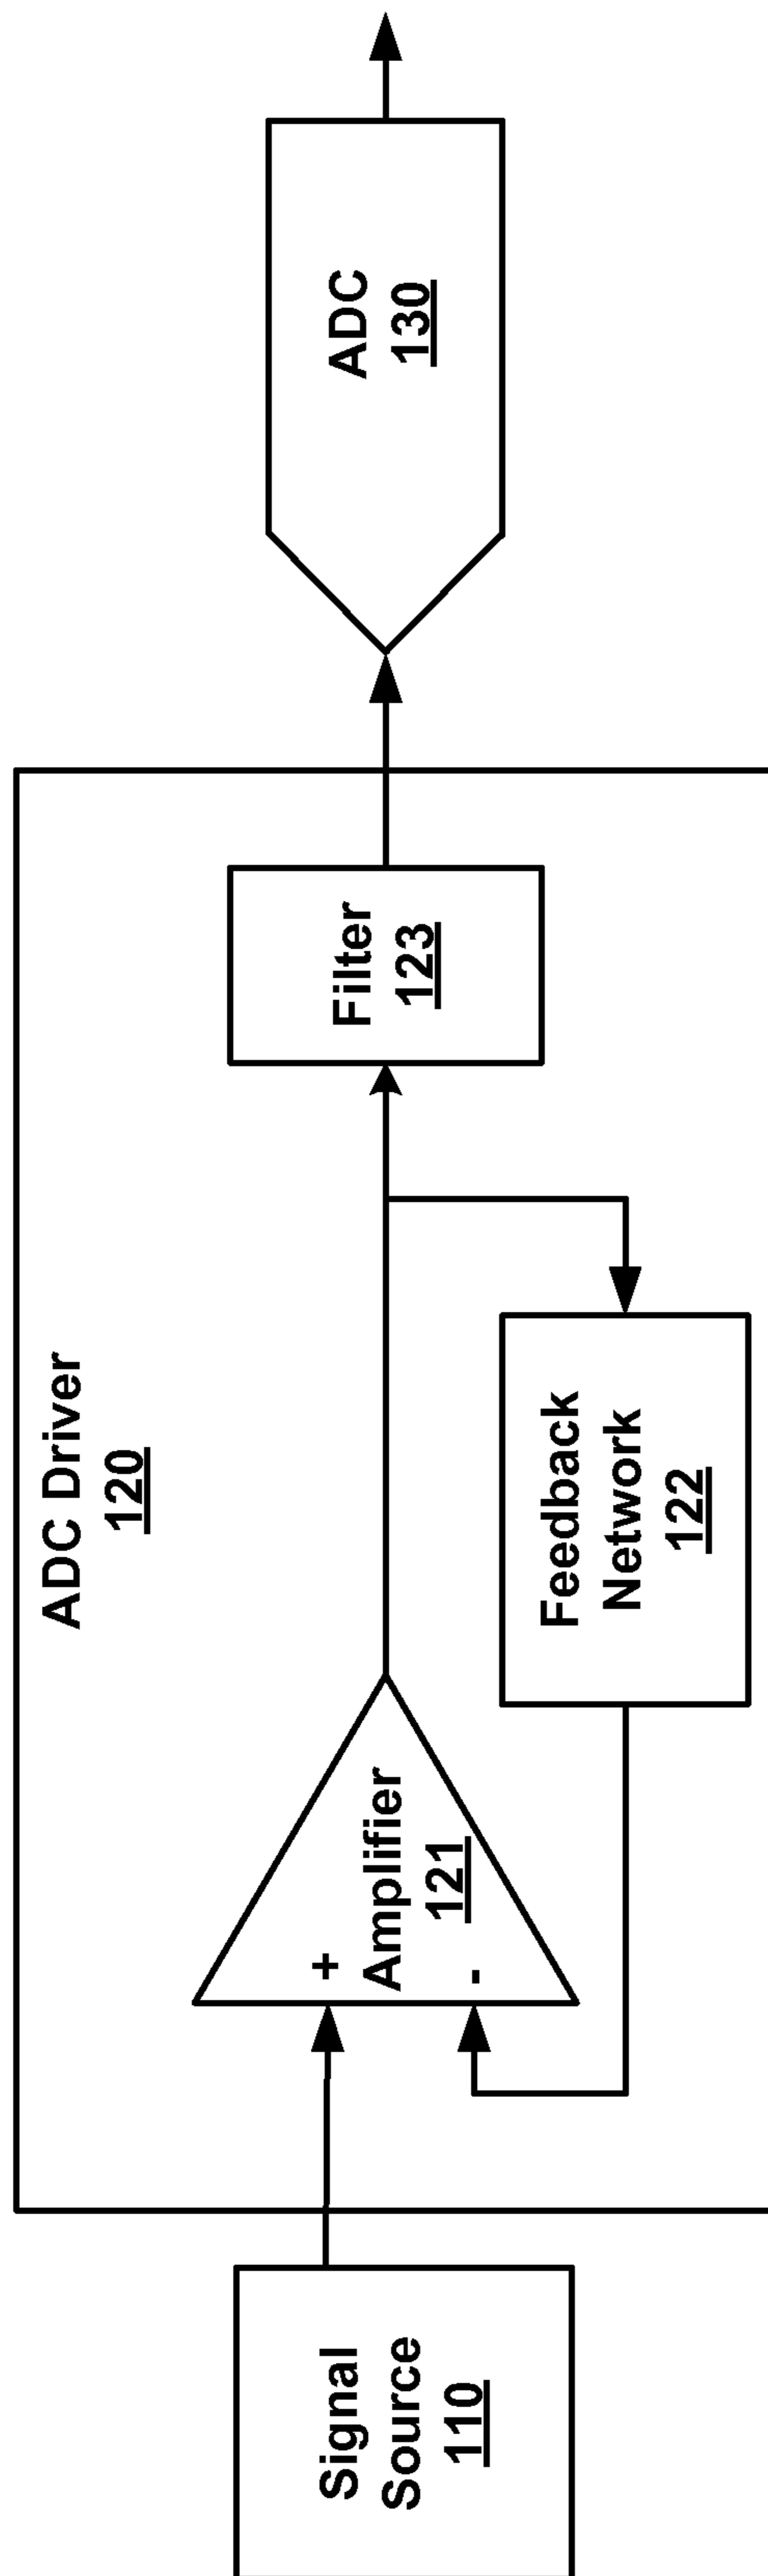 Signal
Source
110
ADC Driver
120
+
Amplifier
121
-
Feedback
Network
122
Filter
123
ADC
130